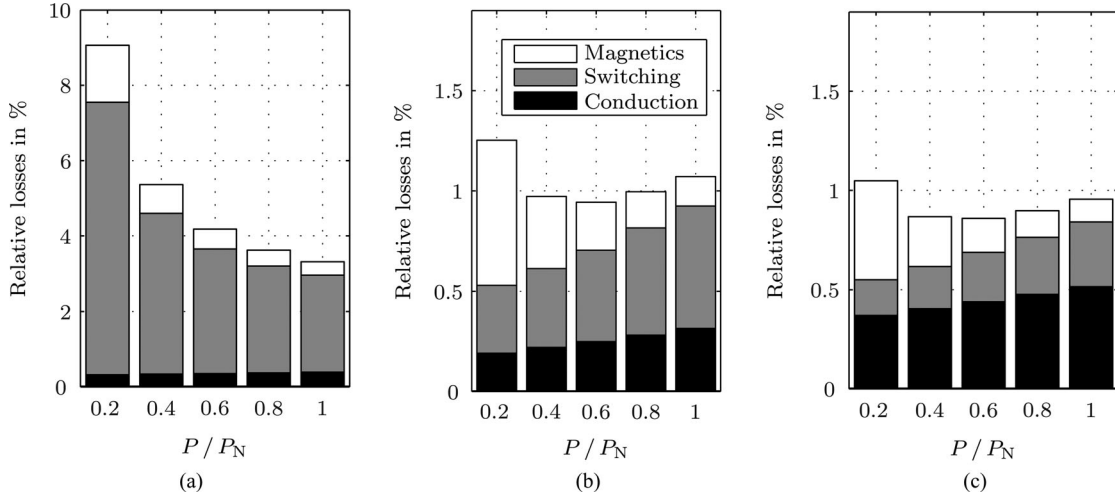 Relative losses in %
10
8
6
4
2
0
0.2 0.4 0.6 0.8 1
P / P_N
(a)
Relative losses in %
1.5
1
0.5
0
Magnetics
Switching
Conduction
0.2 0.4 0.6 0.8 1
P / P_N
(b)
Relative losses in %
1.5
1
0.5
0
0.2 0.4 0.6 0.8 1
P / P_N
(c)